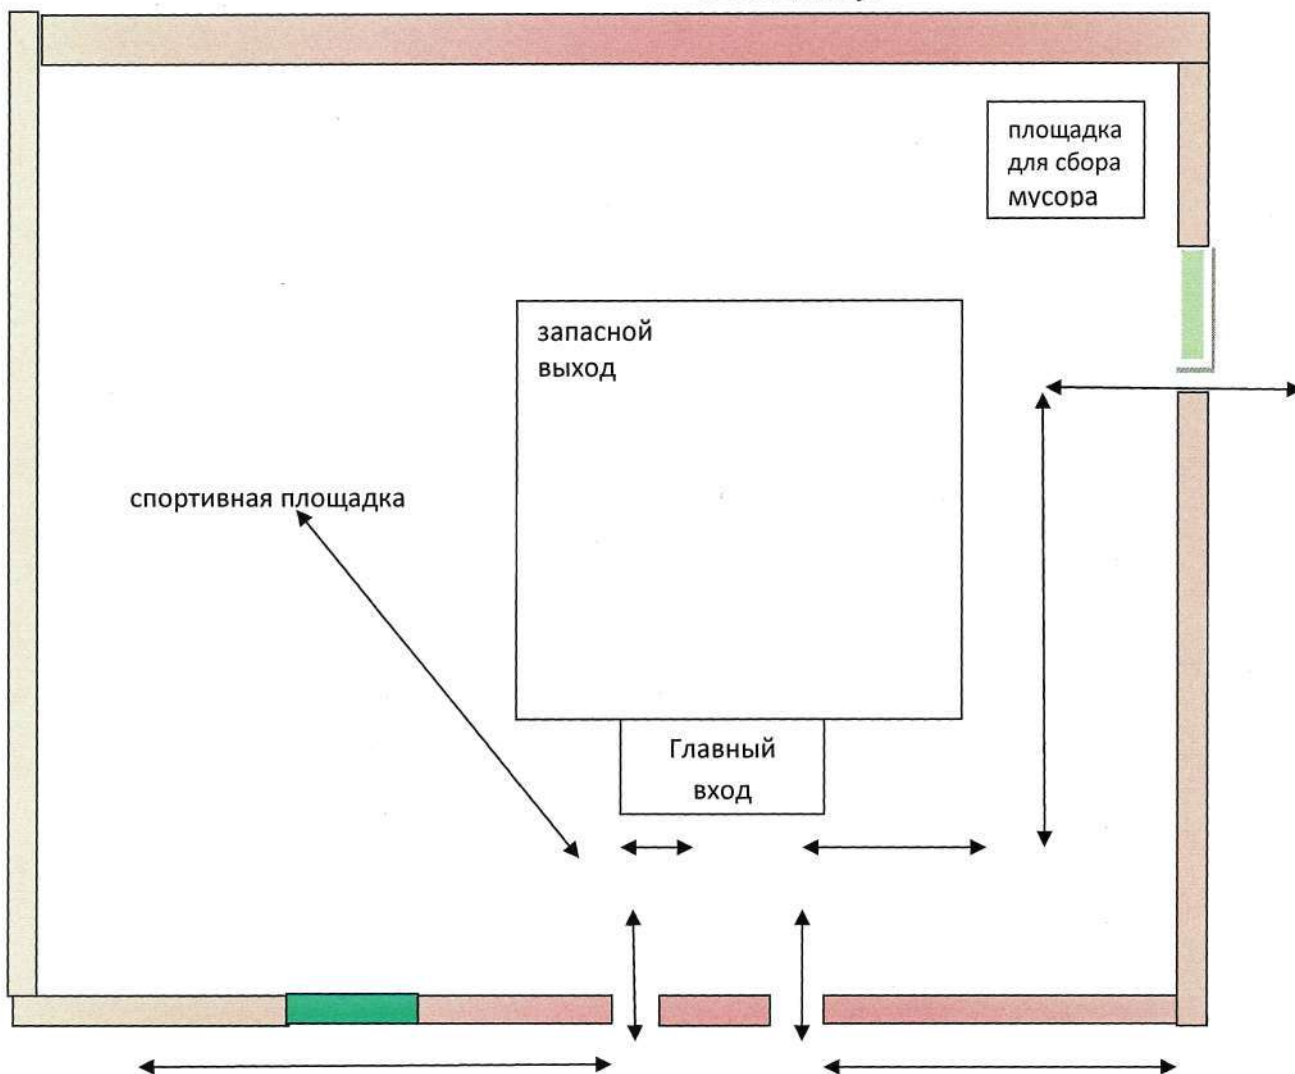 площадка
для сбора
мусора
запасной
выход
спортивная площадка
Главный
вход